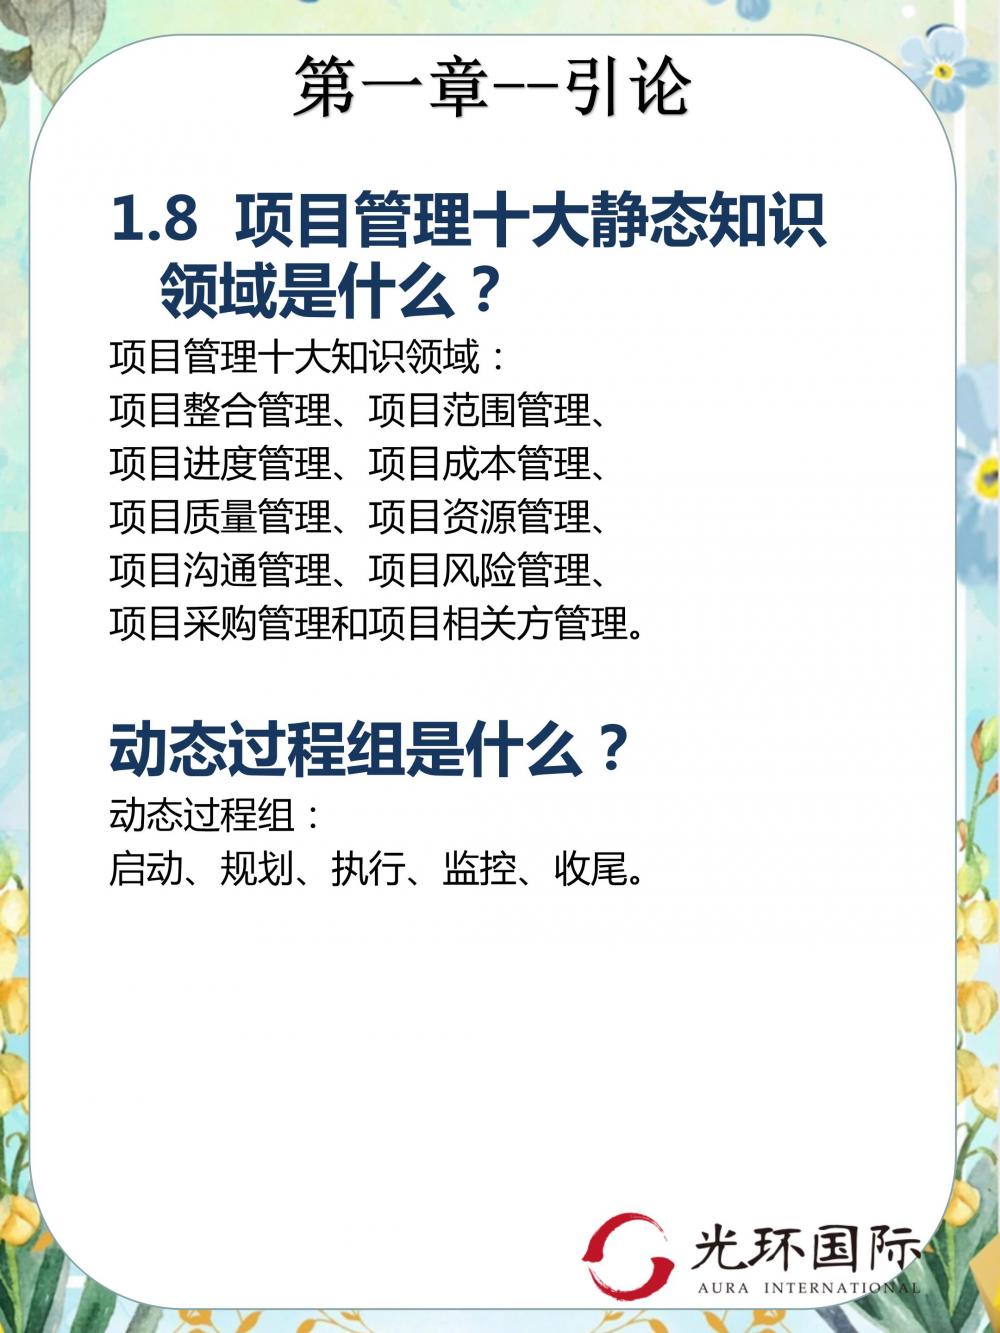 第一章--引论
1.8 项目管理十大静态知识
领域是什么？
项目管理十大知识领域：
项目整合管理、项目范围管理、
项目进度管理、项目成本管理、
项目质量管理、项目资源管理、
项目沟通管理、项目风险管理、
项目采购管理和项目相关方管理。
动态过程组是什么？
动态过程组：
启动、规划、执行、监控、收尾。
光环国际
AURA INTERNATIONAL